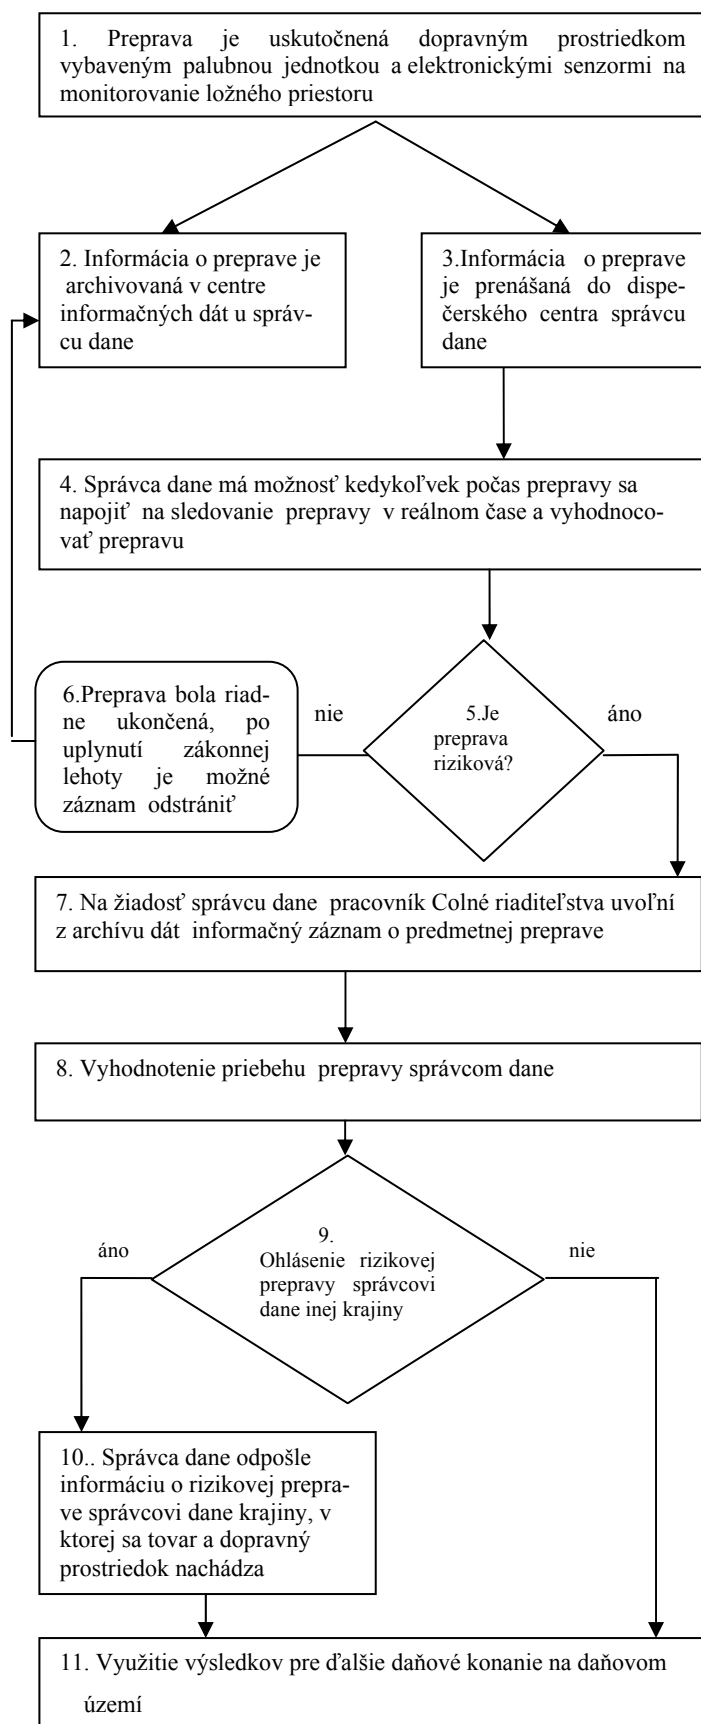 1. Preprava je uskutočnená dopravným prostriedkom
vybaveným palubnou jednotkou a elektronickými senzormi na
monitorovanie ložného priestoru
2. Informácia o preprave je
archivovaná v centre
informačných dát u správ-
cu dane
3.Informácia o preprave
je prenášaná do dispe-
čerského centra správcu
dane
4. Správca dane má možnosť kedykoľvek počas prepravy sa
napojiť na sledovanie prepravy v reálnom čase a vyhodnoco-
vať prepravu
6.Preprava bola riad-
ne ukončená, po
uplynutí zákonnej
lehoty je možné
záznam odstrániť
nie
5.Je
preprava
riziková?
áno
7. Na žiadosť správcu dane pracovník Colné riaditeľstva uvoľní
z archívu dát informačný záznam o predmetnej preprave
8. Vyhodnotenie priebehu prepravy správcom dane
áno
9.
Ohlásenie rizikovej
prepravy správcovi
dane inej krajiny
nie
10.. Správca dane odpošle
informáciu o rizikovej prepra-
ve správcovi dane krajiny, v
ktorej sa tovar a dopravný
prostriedok nachádza
11. Využitie výsledkov pre ďalšie daňové konanie na daňovom
území